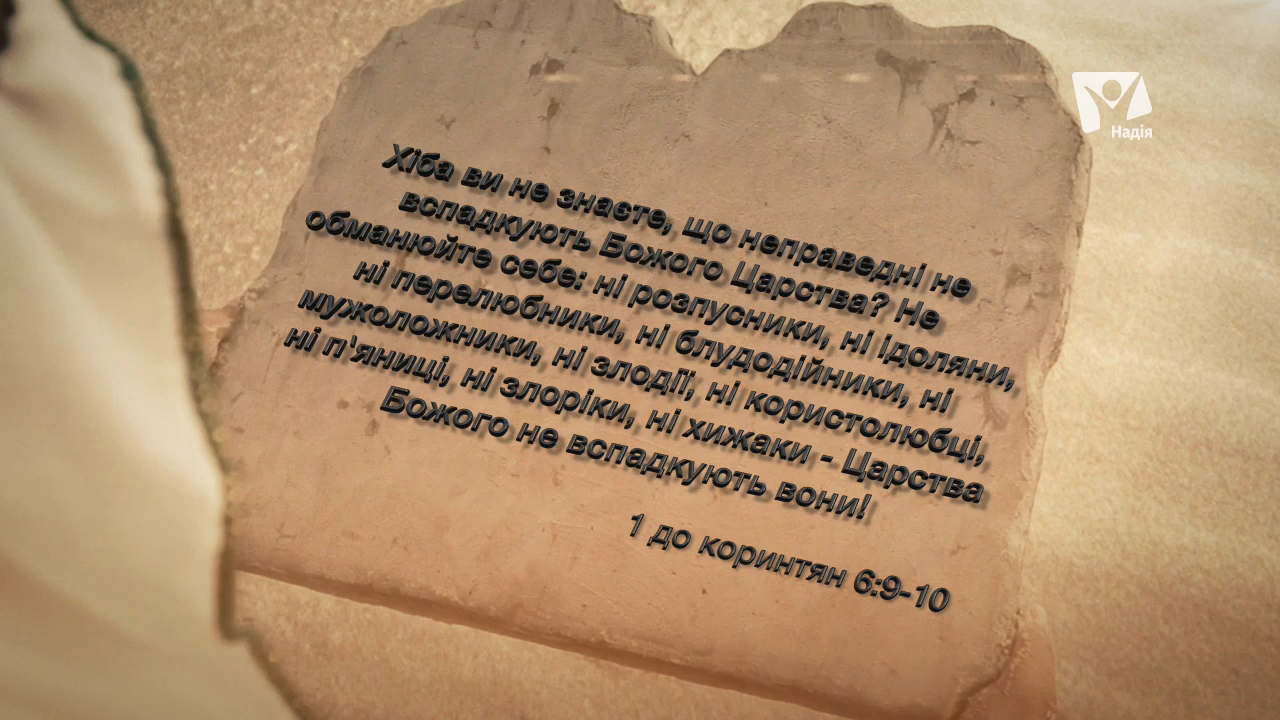 Надія
Хіба ви не знаєте, що неправедні не
вспадкують Божого Царства? Не
обманюйте себе: ні розпусники, ні ідоляни,
ні перелюбники, ні блудодійники, ні
мужоложники, ні злодії, ні користолюбці,
ні п'яниці, ні злоріки, ні хижаки - Царства
Божого не вспадкують вони!
1 до коринтян 6:9-10